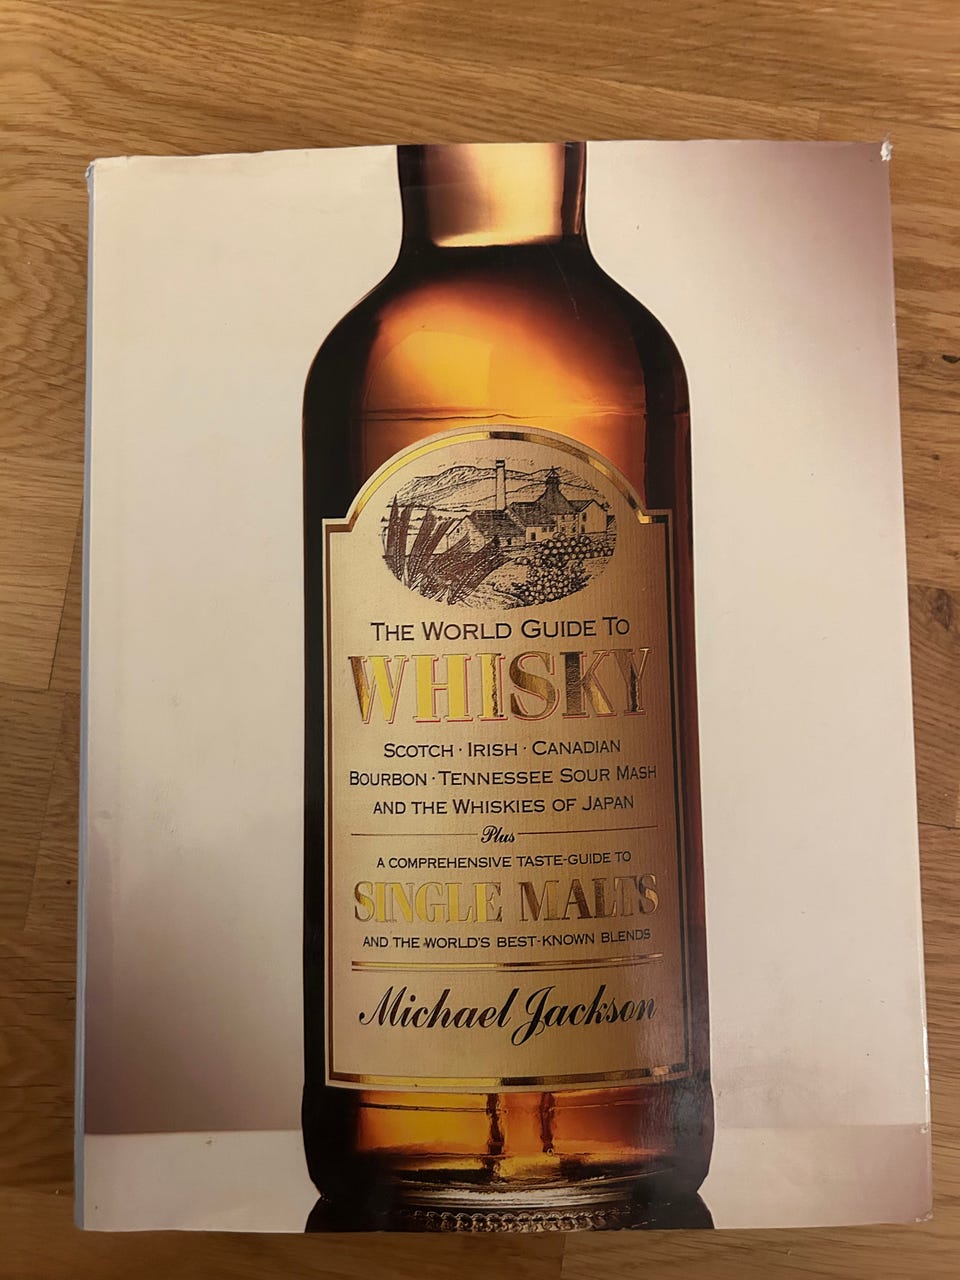 THE WORLD GUIDE TO
WHISKY
SCOTCH · IRISH · CANADIAN
BOURBON · TENNESSEE SOUR MASH
AND THE WHISKIES OF JAPAN
Plus
A COMPREHENSIVE TASTE-GUIDE TO
SINGLE MALTS
AND THE WORLD'S BEST-KNOWN BLENDS
Michael Jackson